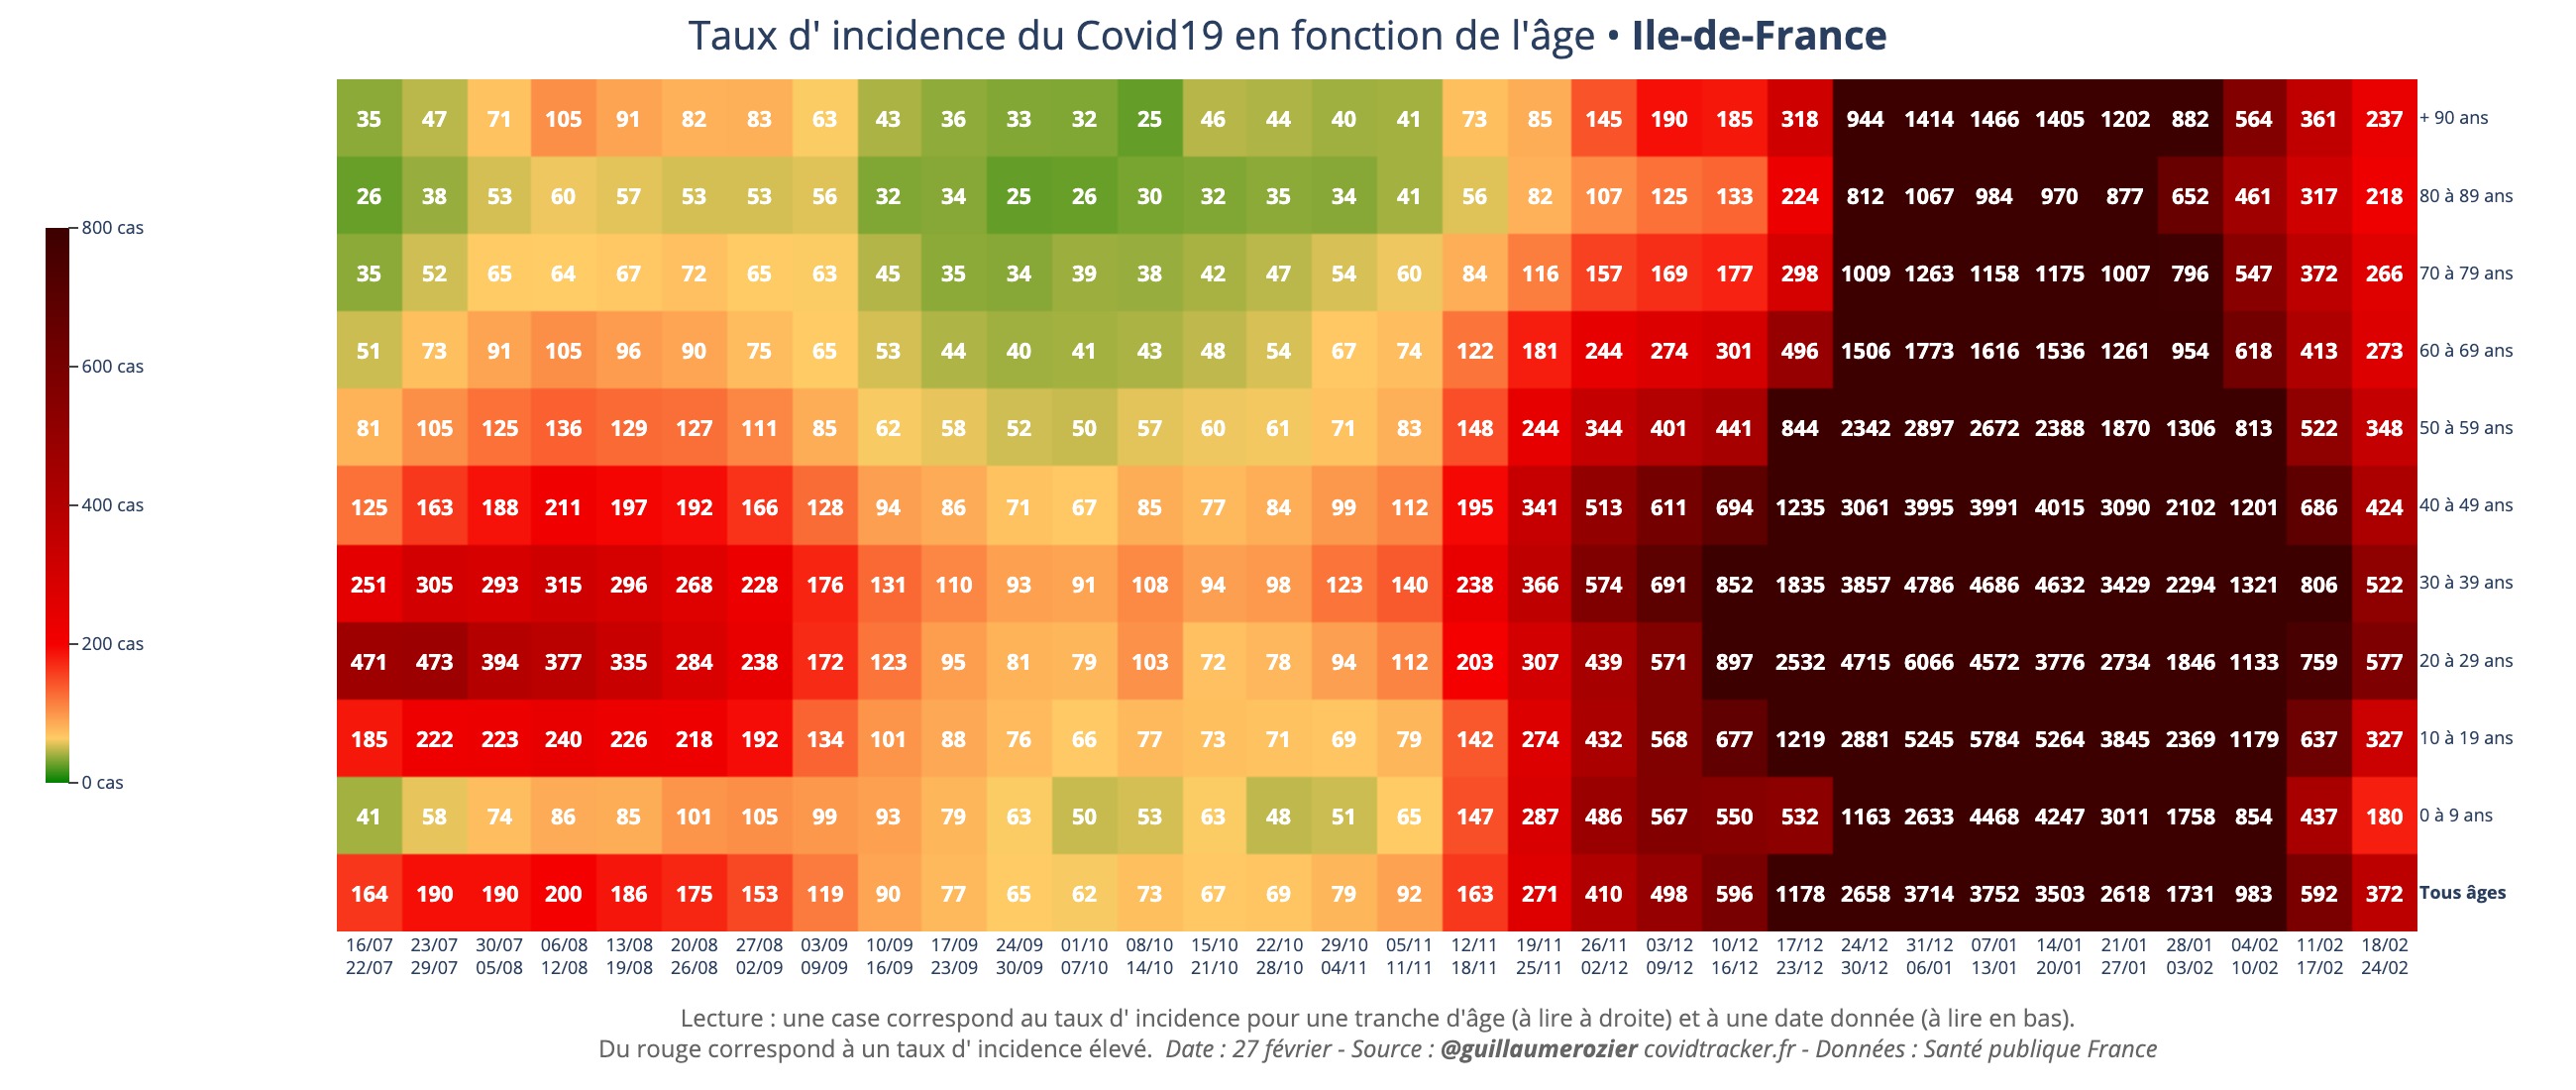 Taux d' incidence du Covid19 en fonction de l'âge • Ile-de-France
800 cas
600 cas
400 cas
200 cas
0 cas
35 47 71 105 91 82 83 63 43 36 33 32 25 46 44 40 41 73 85 145 190 185 318 944 1414 1466 1405 1202 882 564 361 237 + 90 ans
26 38 53 60 57 53 53 56 32 34 25 26 30 32 35 34 41 56 82 107 125 133 224 812 1067 984 970 877 652 461 317 218 80 à 89 ans
35 52 65 64 67 72 65 63 45 35 34 39 38 42 47 54 60 84 116 157 169 177 298 1009 1263 1158 1175 1007 796 547 372 266 70 à 79 ans
51 73 91 105 96 90 75 65 53 44 40 41 43 48 54 67 74 122 181 244 274 301 496 1506 1773 1616 1536 1261 954 618 413 273 60 à 69 ans
81 105 125 136 129 127 111 85 62 58 52 50 57 60 61 71 83 148 244 344 401 441 844 2342 2897 2672 2388 1870 1306 813 522 348 50 à 59 ans
125 163 188 211 197 192 166 128 94 86 71 67 85 77 84 99 112 195 341 513 611 694 1235 3061 3995 3991 4015 3090 2102 1201 686 424 40 à 49 ans
251 305 293 315 296 268 228 176 131 110 93 91 108 94 98 123 140 238 366 574 691 852 1835 3857 4786 4686 4632 3429 2294 1321 806 522 30 à 39 ans
471 473 394 377 335 284 238 172 123 95 81 79 103 72 78 94 112 203 307 439 571 897 2532 4715 6066 4572 3776 2734 1846 1133 759 577 20 à 29 ans
185 222 223 240 226 218 192 134 101 88 76 66 77 73 71 69 79 142 274 432 568 677 1219 2881 5245 5784 5264 3845 2369 1179 637 327 10 à 19 ans
41 58 74 86 85 101 105 99 93 79 63 50 53 63 48 51 65 147 287 486 567 550 532 1163 2633 4468 4247 3011 1758 854 437 180 0 à 9 ans
164 190 190 200 186 175 153 119 90 77 65 62 73 67 69 79 92 163 271 410 498 596 1178 2658 3714 3752 3503 2618 1731 983 592 372 Tous âges
16/07 23/07 30/07 06/08 13/08 20/08 27/08 03/09 10/09 17/09 24/09 01/10 08/10 15/10 22/10 29/10 05/11 12/11 19/11 26/11 03/12 10/12 17/12 24/12 31/12 07/01 14/01 21/01 28/01 04/02 11/02 18/02
22/07 29/07 05/08 12/08 19/08 26/08 02/09 09/09 16/09 23/09 30/09 07/10 14/10 21/10 28/10 04/11 11/11 18/11 25/11 02/12 09/12 16/12 23/12 30/12 06/01 13/01 20/01 27/01 03/02 10/02 17/02 24/02
Lecture : une case correspond au taux d' incidence pour une tranche d'âge (à lire à droite) et à une date donnée (à lire en bas).
Du rouge correspond à un taux d' incidence élevé. Date : 27 février - Source : @guillaumerozier covidtracker.fr - Données : Santé publique France